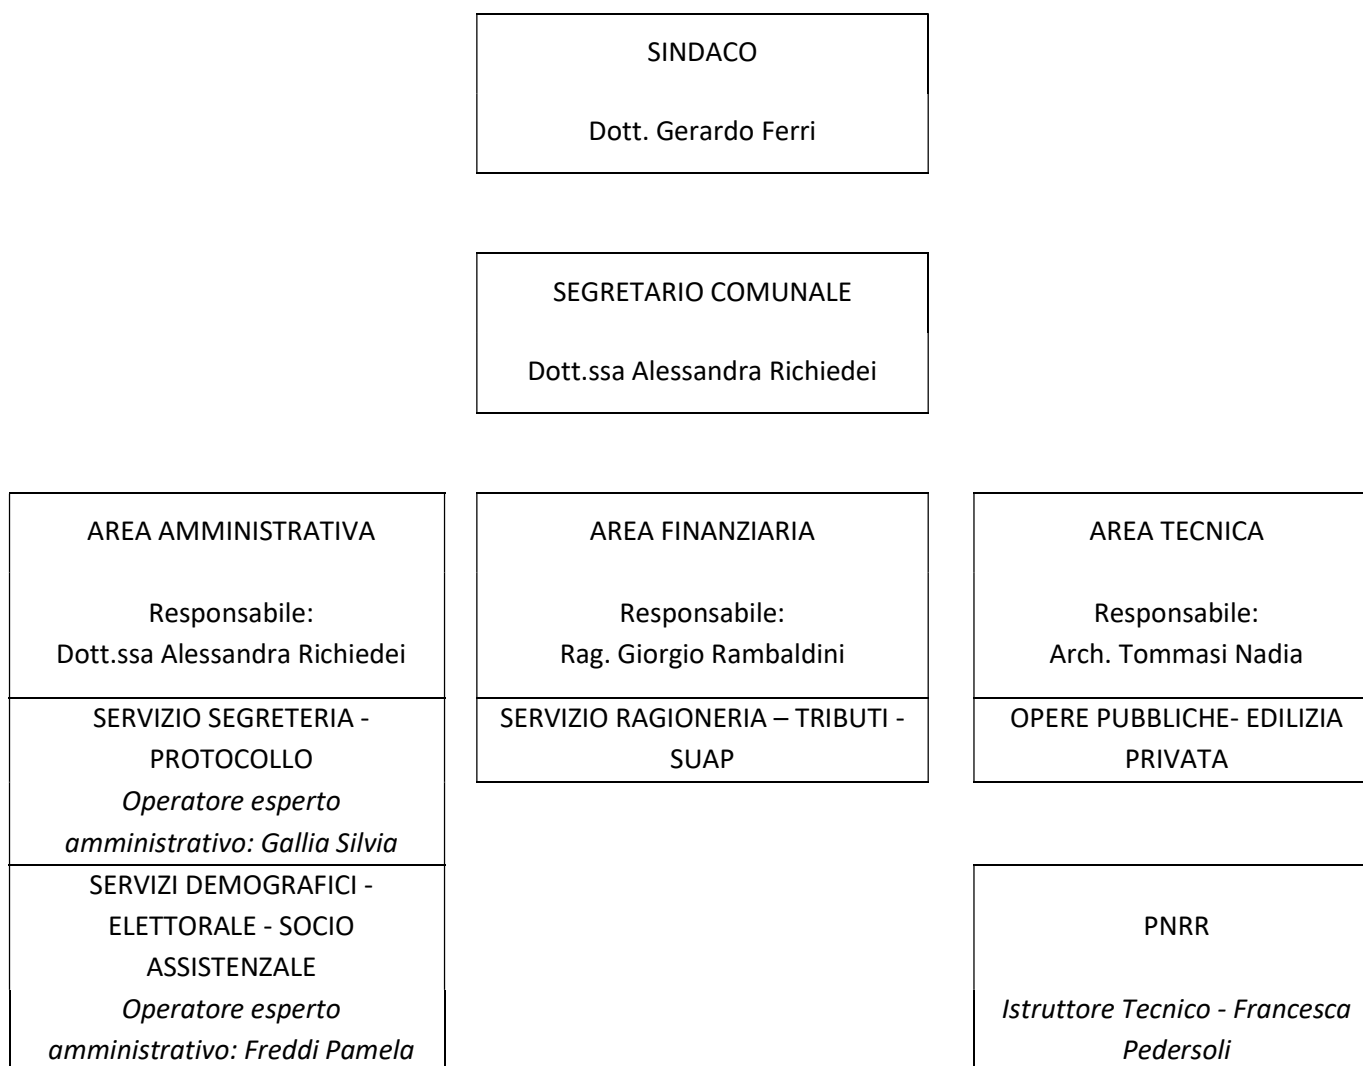 SINDACO
Dott. Gerardo Ferri
SEGRETARIO COMUNALE
Dott.ssa Alessandra Richiedei
AREA AMMINISTRATIVA
Responsabile:
Dott.ssa Alessandra Richiedei
SERVIZIO SEGRETERIA -
PROTOCOLLO
Operatore esperto
amministrativo: Gallia Silvia
SERVIZI DEMOGRAFICI -
ELETTORALE - SOCIO
ASSISTENZALE
Operatore esperto
amministrativo: Freddi Pamela
AREA FINANZIARIA
Responsabile:
Rag. Giorgio Rambaldini
SERVIZIO RAGIONERIA – TRIBUTI -
SUAP
AREA TECNICA
Responsabile:
Arch. Tommasi Nadia
OPERE PUBBLICHE- EDILIZIA
PRIVATA
PNRR
Istruttore Tecnico - Francesca
Pedersoli